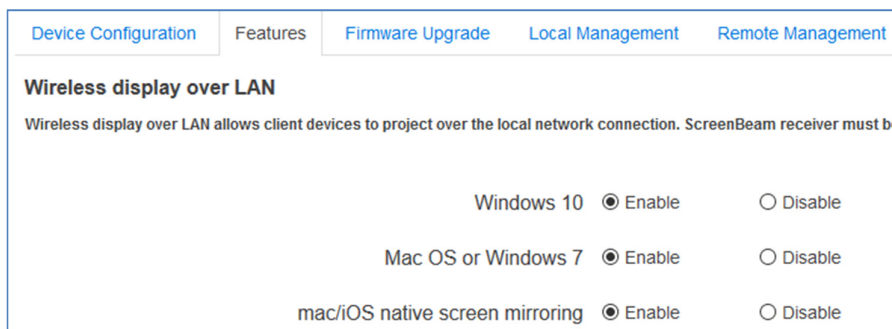 Device Configuration Features Firmware Upgrade Local Management Remote Management
Wireless display over LAN
Wireless display over LAN allows client devices to project over the local network connection. ScreenBeam receiver must
Windows 10 Enable Disable
Mac OS or Windows 7 Enable Disable
mac/iOS native screen mirroring Enable Disable